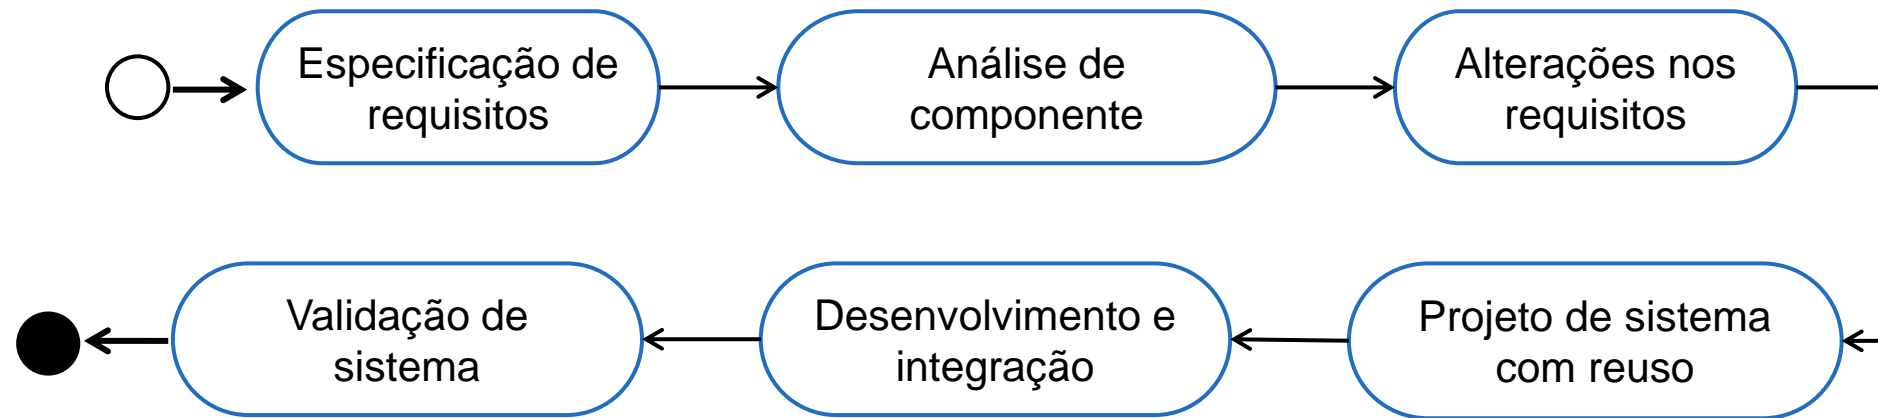 Especificação de
requisitos
Análise de
componente
Alterações nos
requisitos
Validação de
sistema
Desenvolvimento e
integração
Projeto de sistema
com reuso